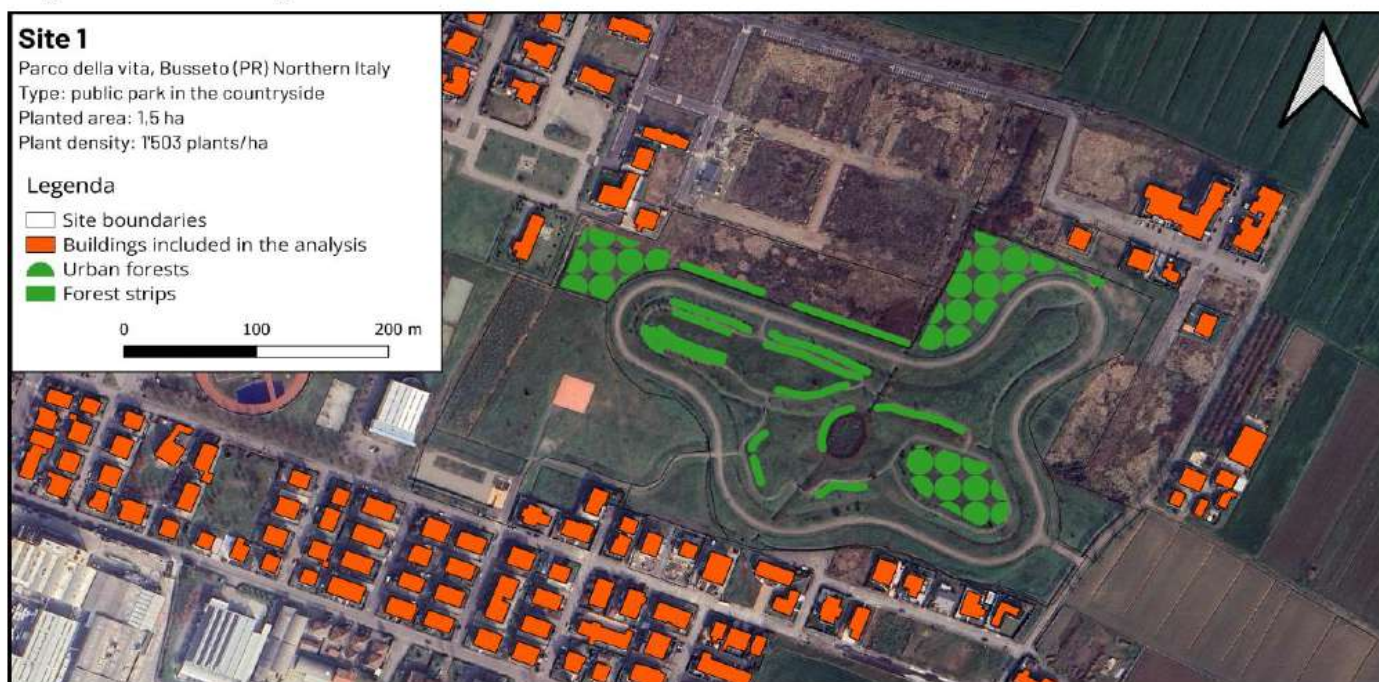 Site 1
Parco della vita, Busseto (PR) Northern Italy
Type: public park in the countryside
Planted area: 1,5 ha
Plant density: 1'503 plants/ha
Legenda
Site boundaries
Buildings included in the analysis
Urban forests
Forest strips
0 100 200 m